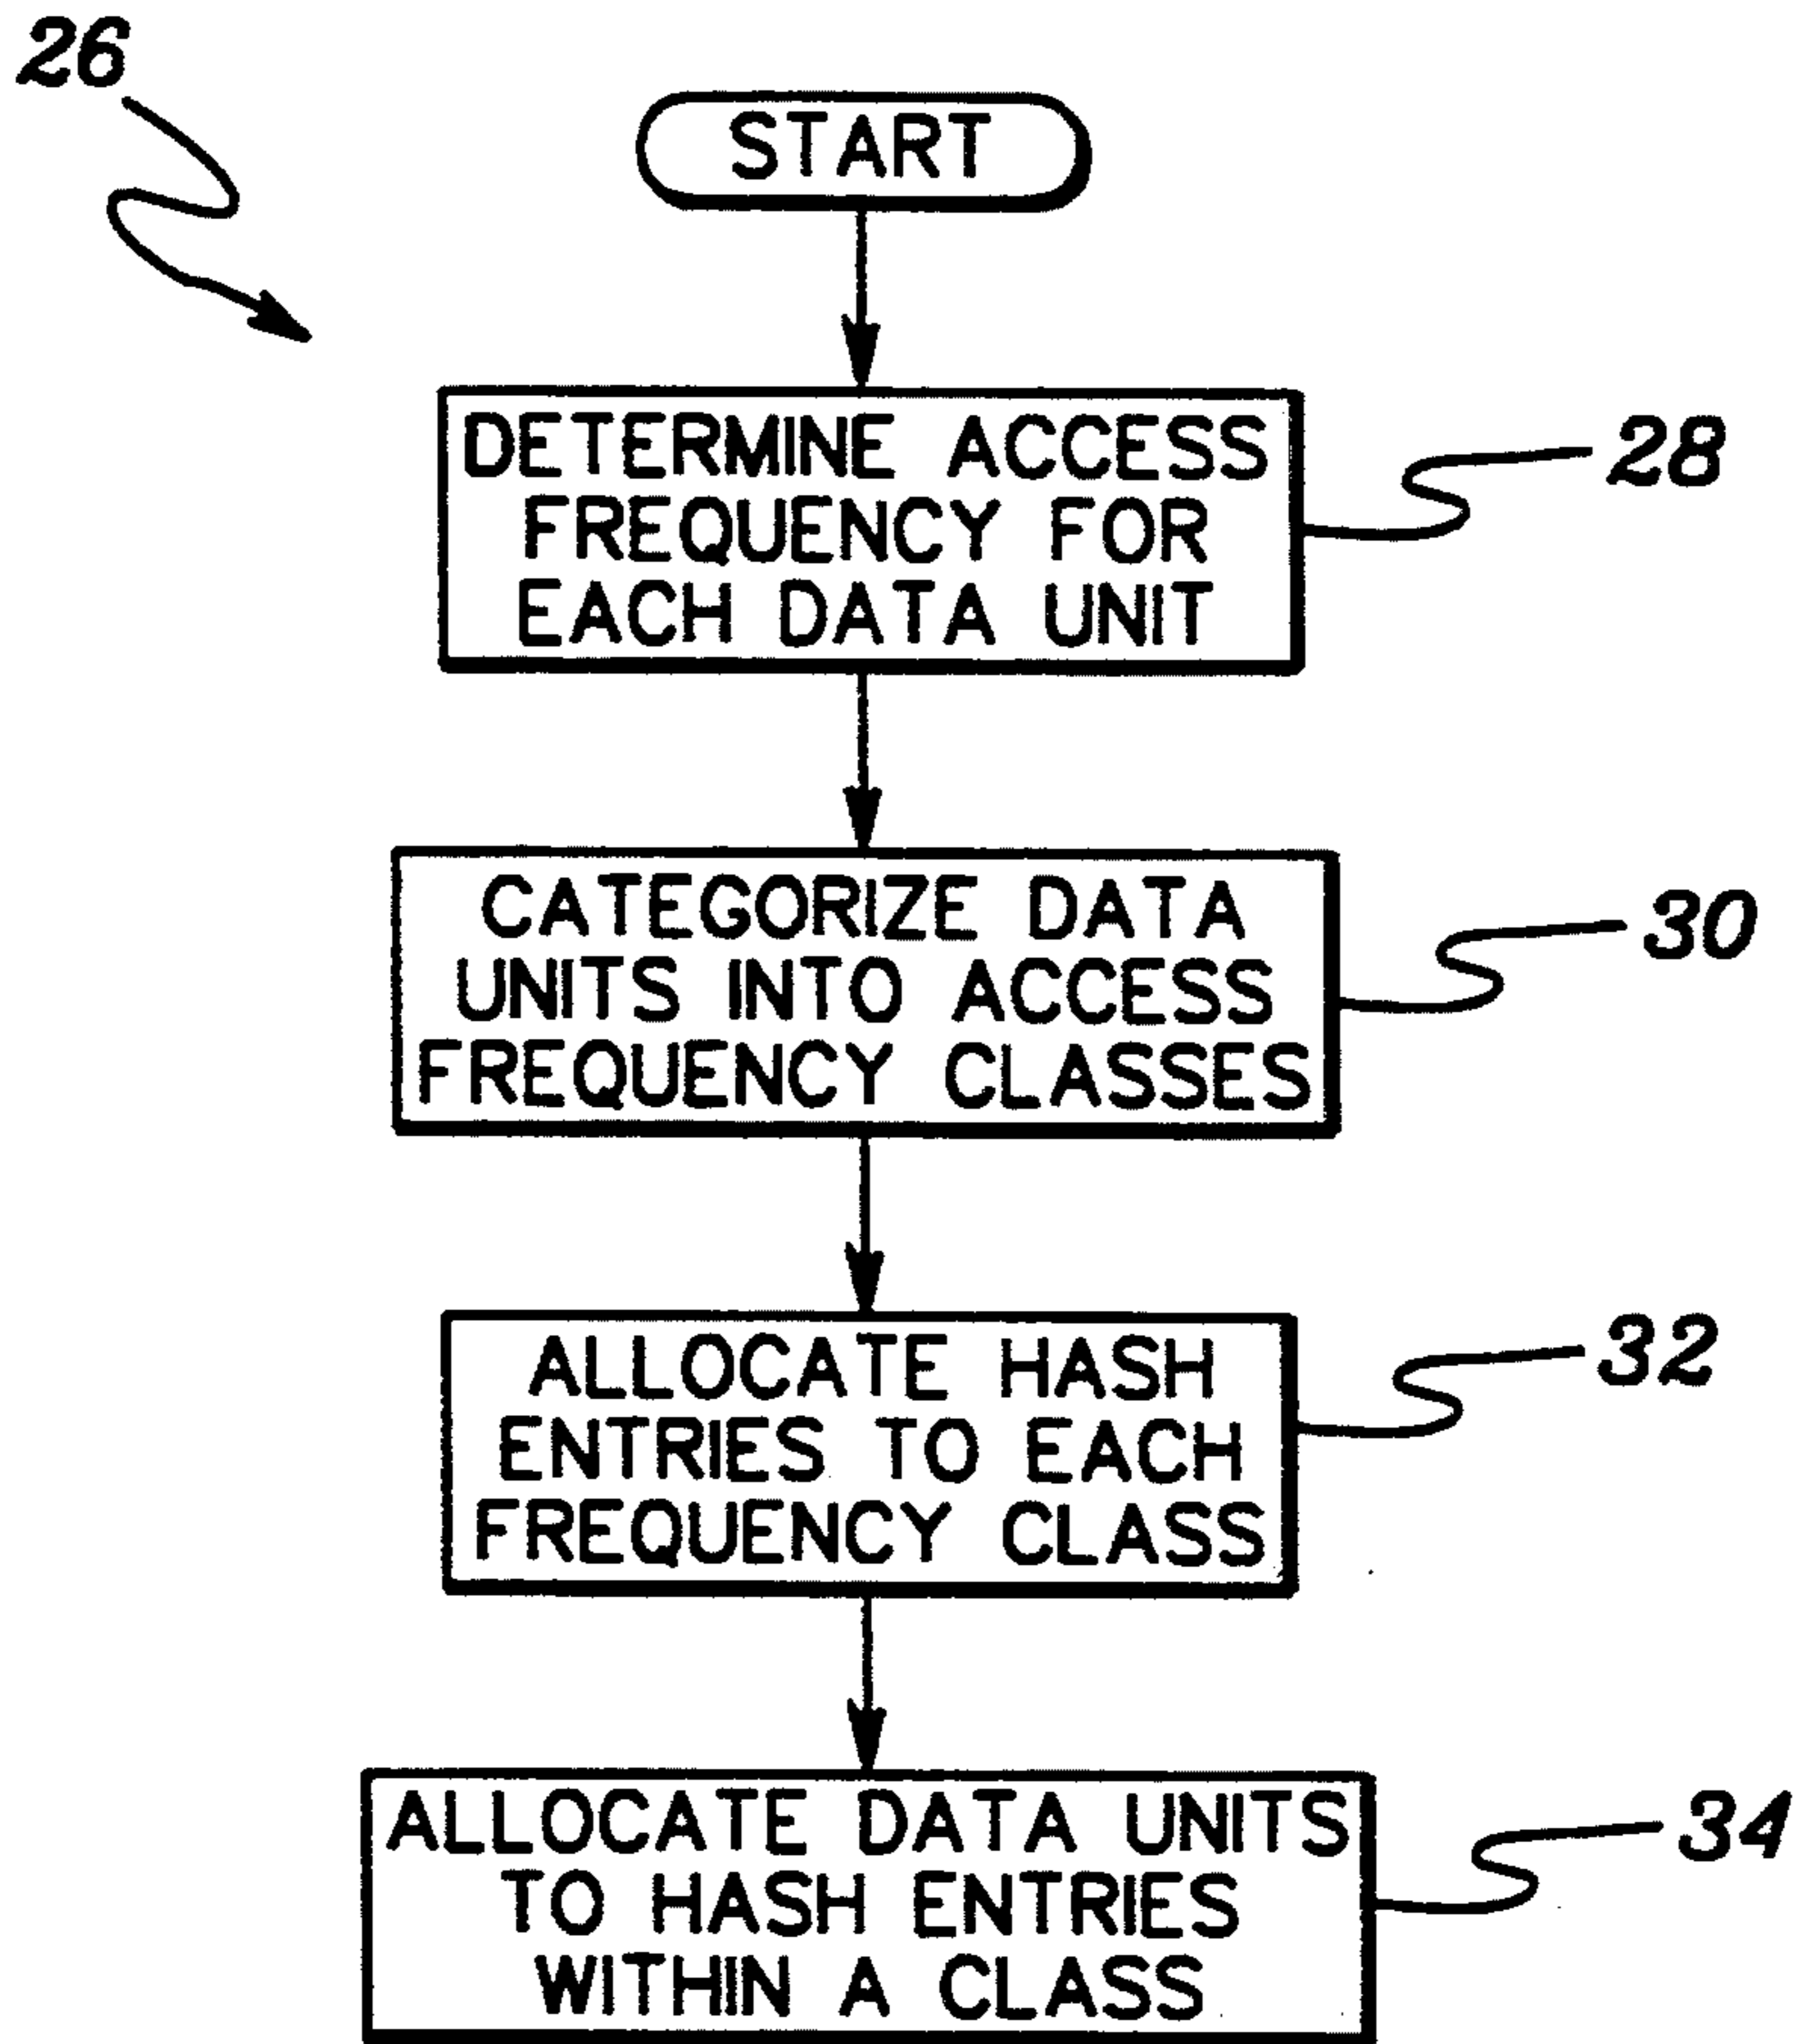 26
START
DETERMINE ACCESS
FREQUENCY FOR
EACH DATA UNIT
28
CATEGORIZE DATA
UNITS INTO ACCESS
FREQUENCY CLASSES
30
ALLOCATE HASH
ENTRIES TO EACH
FREQUENCY CLASS
32
ALLOCATE DATA UNITS
TO HASH ENTRIES
WITHIN A CLASS
34